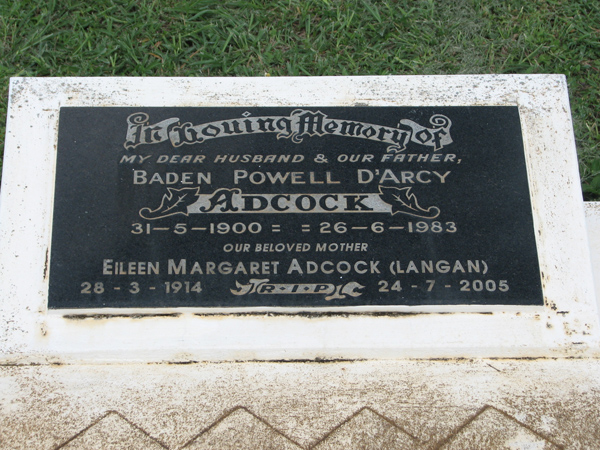 In Loving Memory of
MY DEAR HUSBAND & OUR FATHER,
BADEN POWELL D'ARCY
ADCOCK
31-5-1900 = = 26-6-1983
OUR BELOVED MOTHER
EILEEN MARGARET ADCOCK (LANGAN)
28 - 3 - 1914 R·I·P 24 - 7 - 2005